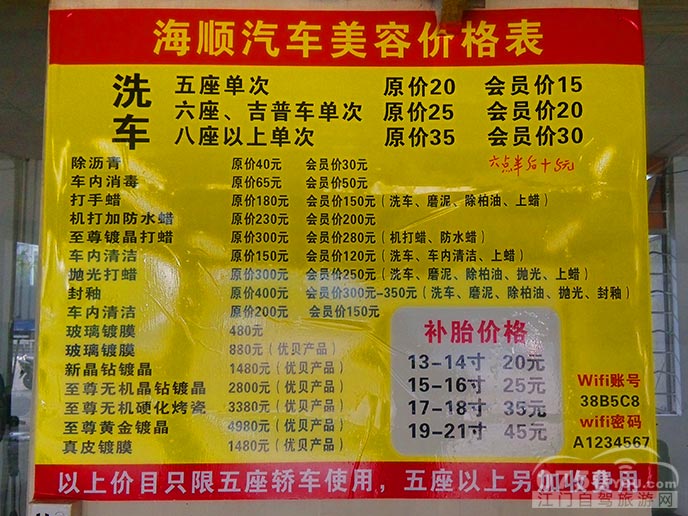 海顺汽车美容价格表
洗车
五座单次 原价20 会员价15
六座、吉普车单次 原价25 会员价20
八座以上单次 原价35 会员价30
六点半后+5元
除沥青 原价40元 会员价30元
车内消毒 原价65元 会员价50元
打手蜡 原价180元 会员价150元(洗车、磨泥、除柏油、上蜡)
机打加防水蜡 原价230元 会员价200元
至尊镀晶打蜡 原价300元 会员价280元(机打蜡、防水蜡)
车内清洁 原价150元 会员价120元(洗车、车内清洁、上蜡)
抛光打蜡 原价300元 会员价250元(洗车、磨泥、除柏油、抛光、上蜡)
封釉 原价400元 会员价300元-350元(洗车、磨泥、除柏油、抛光、封釉)
车内清洁 原价200元 会员价150元
玻璃镀膜 480元
玻璃镀膜 880元(优贝产品)
新晶钻镀晶 1480元(优贝产品)
至尊无机晶钻镀晶 2800元(优贝产品)
至尊无机硬化烤瓷 3380元(优贝产品)
至尊黄金镀晶 4980元(优贝产品)
真皮镀膜 1480元(优贝产品)
补胎价格
13-14寸 20元
15-16寸 25元
17-18寸 35元
19-21寸 45元
Wifi账号
38B5C8
wifi密码
A1234567
以上价目只限五座轿车使用，五座以上另加收费用
江门自驾旅游网